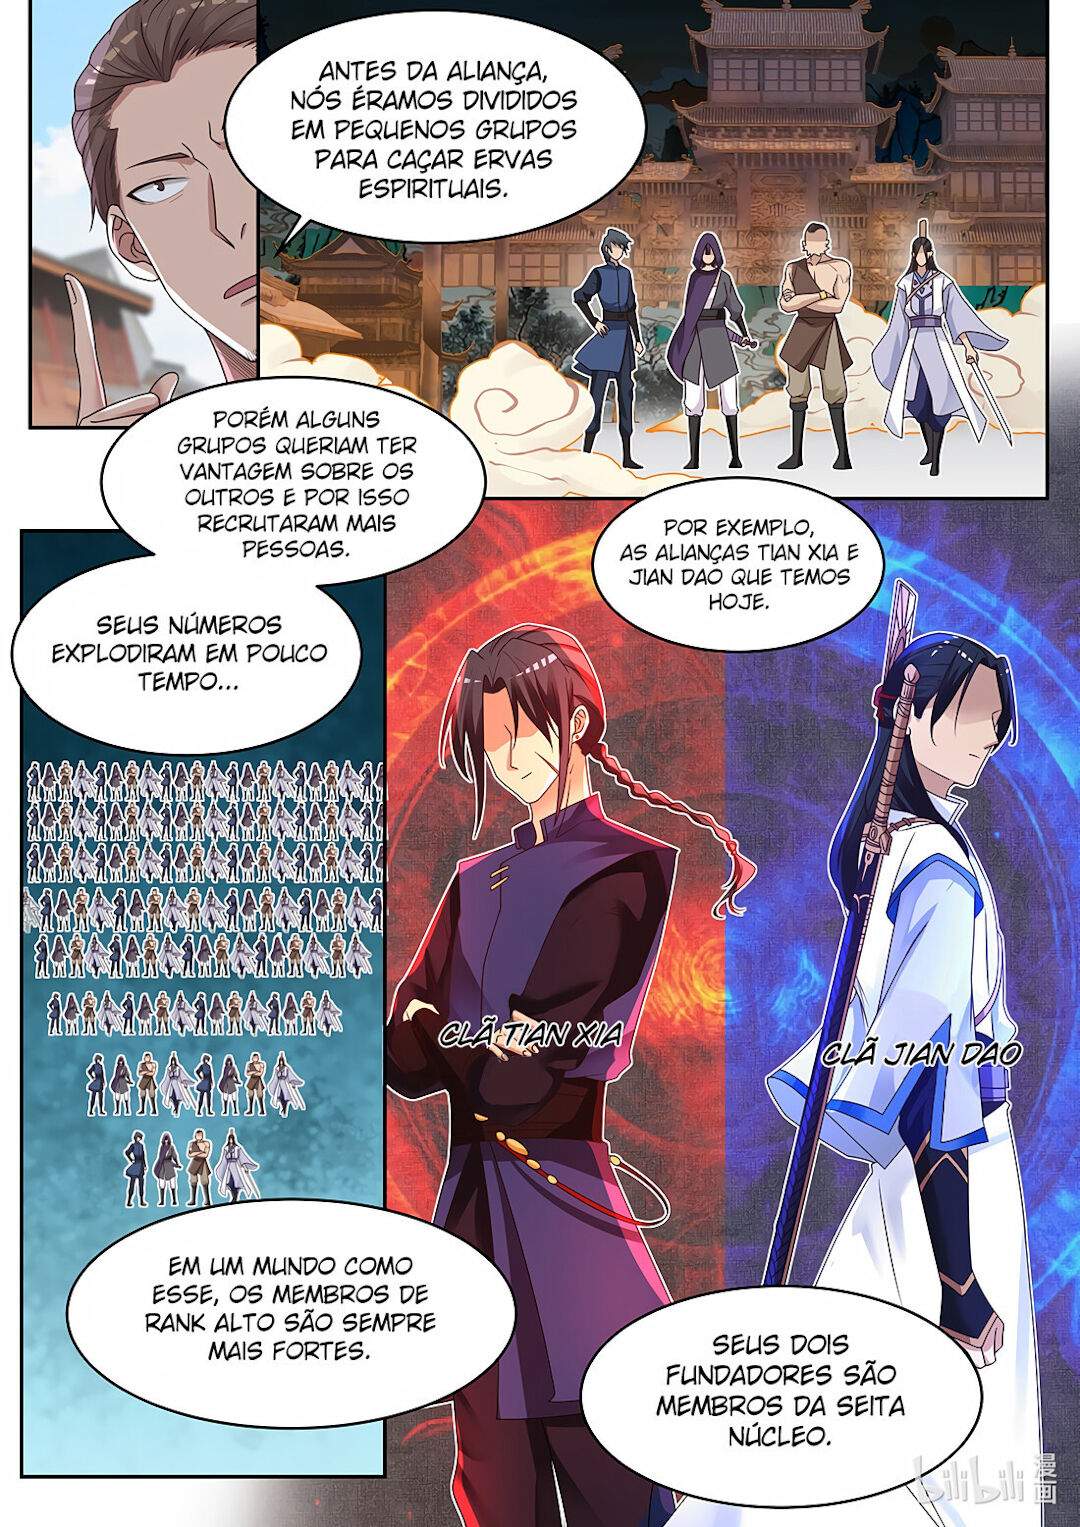 ANTES DA ALIANÇA,
NÓS ÉRAMOS DIVIDIDOS
EM PEQUENOS GRUPOS
PARA CAÇAR ERVAS
ESPIRITUAIS.
PORÉM ALGUNS
GRUPOS QUERIAM TER
VANTAGEM SOBRE OS
OUTROS E POR ISSO
RECRUTARAM MAIS
PESSOAS.
POR EXEMPLO,
AS ALIANÇAS TIAN XIA E
JIAN DAO QUE TEMOS
HOJE.
SEUS NÚMEROS
EXPLODIRAM EM POUCO
TEMPO...
CLÃ TIAN XIA
CLÃ JIAN DAO
EM UM MUNDO COMO
ESSE, OS MEMBROS DE
RANK ALTO SÃO SEMPRE
MAIS FORTES.
SEUS DOIS
FUNDADORES SÃO
MEMBROS DA SEITA
NÚCLEO.
bilibili 漫画